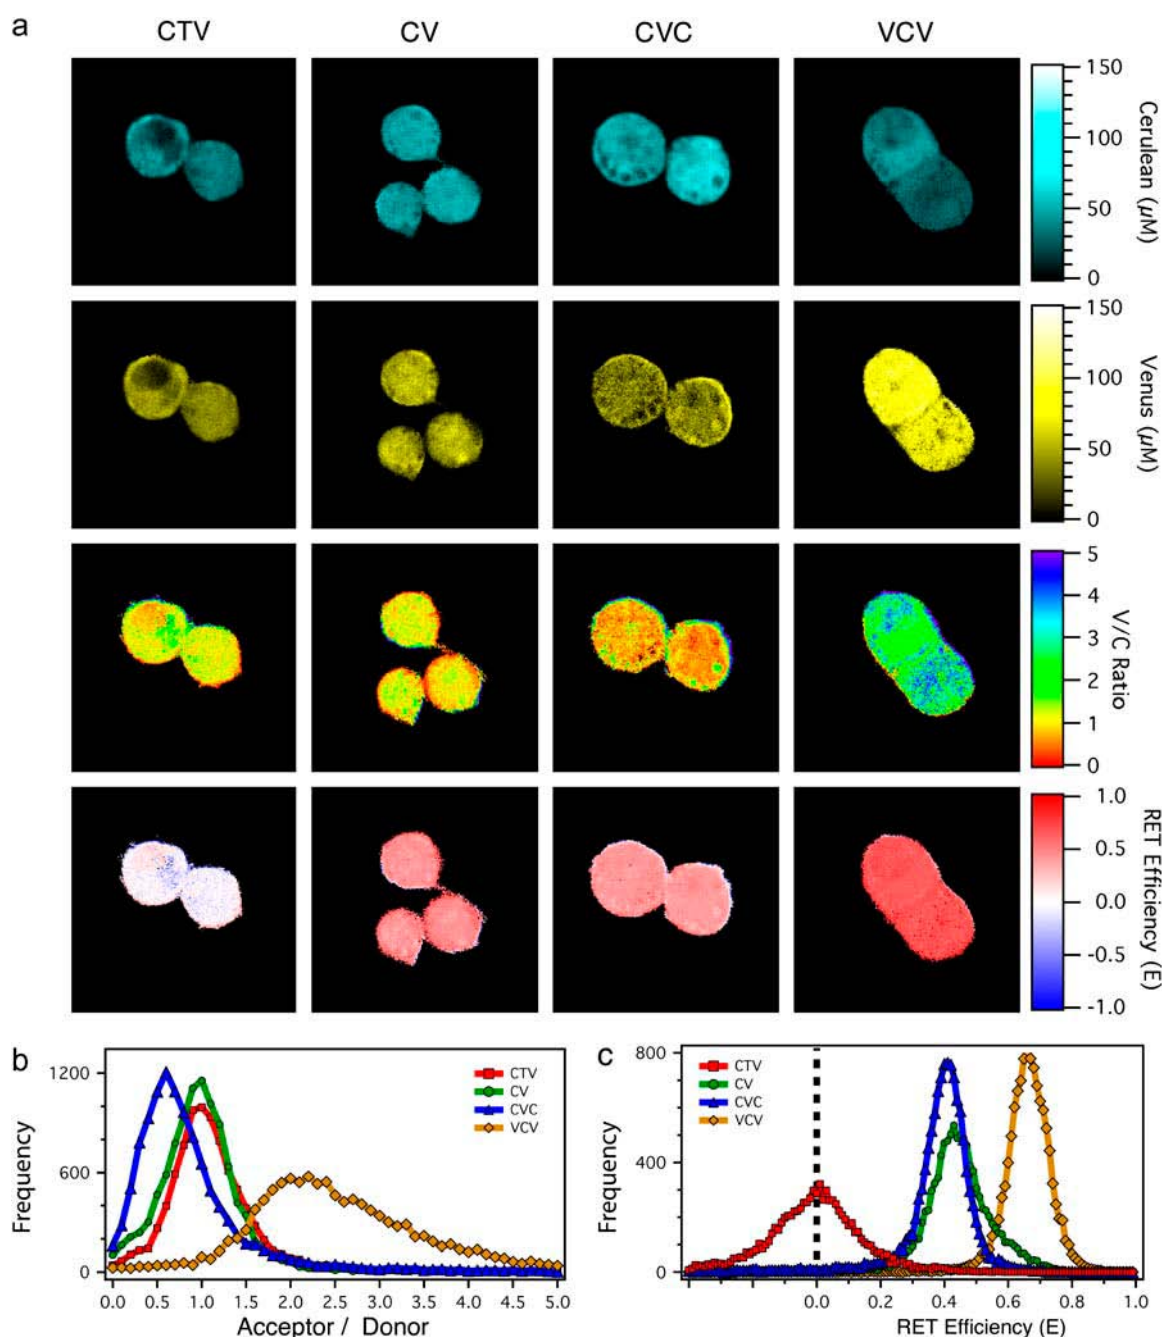 a
CTV CV CVC VCV
150
100
50
0
Cerulean (μM)
150
100
50
0
Venus (μM)
5
4
3
2
1
0
V/C Ratio
1.0
0.5
0.0
-0.5
-1.0
RET Efficiency (E)
b
1200
600
0
Frequency
CTV
CV
CVC
VCV
0.0 0.5 1.0 1.5 2.0 2.5 3.0 3.5 4.0 4.5 5.0
Acceptor / Donor
c
800
400
0
Frequency
CTV
CV
CVC
VCV
0.0 0.2 0.4 0.6 0.8 1.0
RET Efficiency (E)